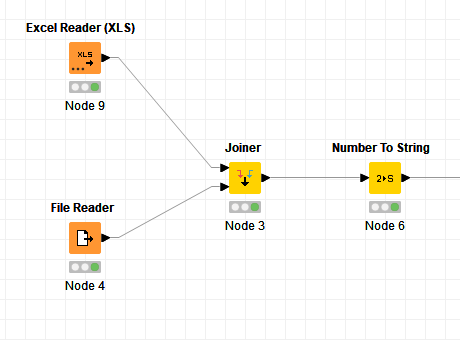 Excel Reader (XLS)
XLS
Node 9
Joiner
Node 3
Number To String
2▸S
Node 6
File Reader
Node 4